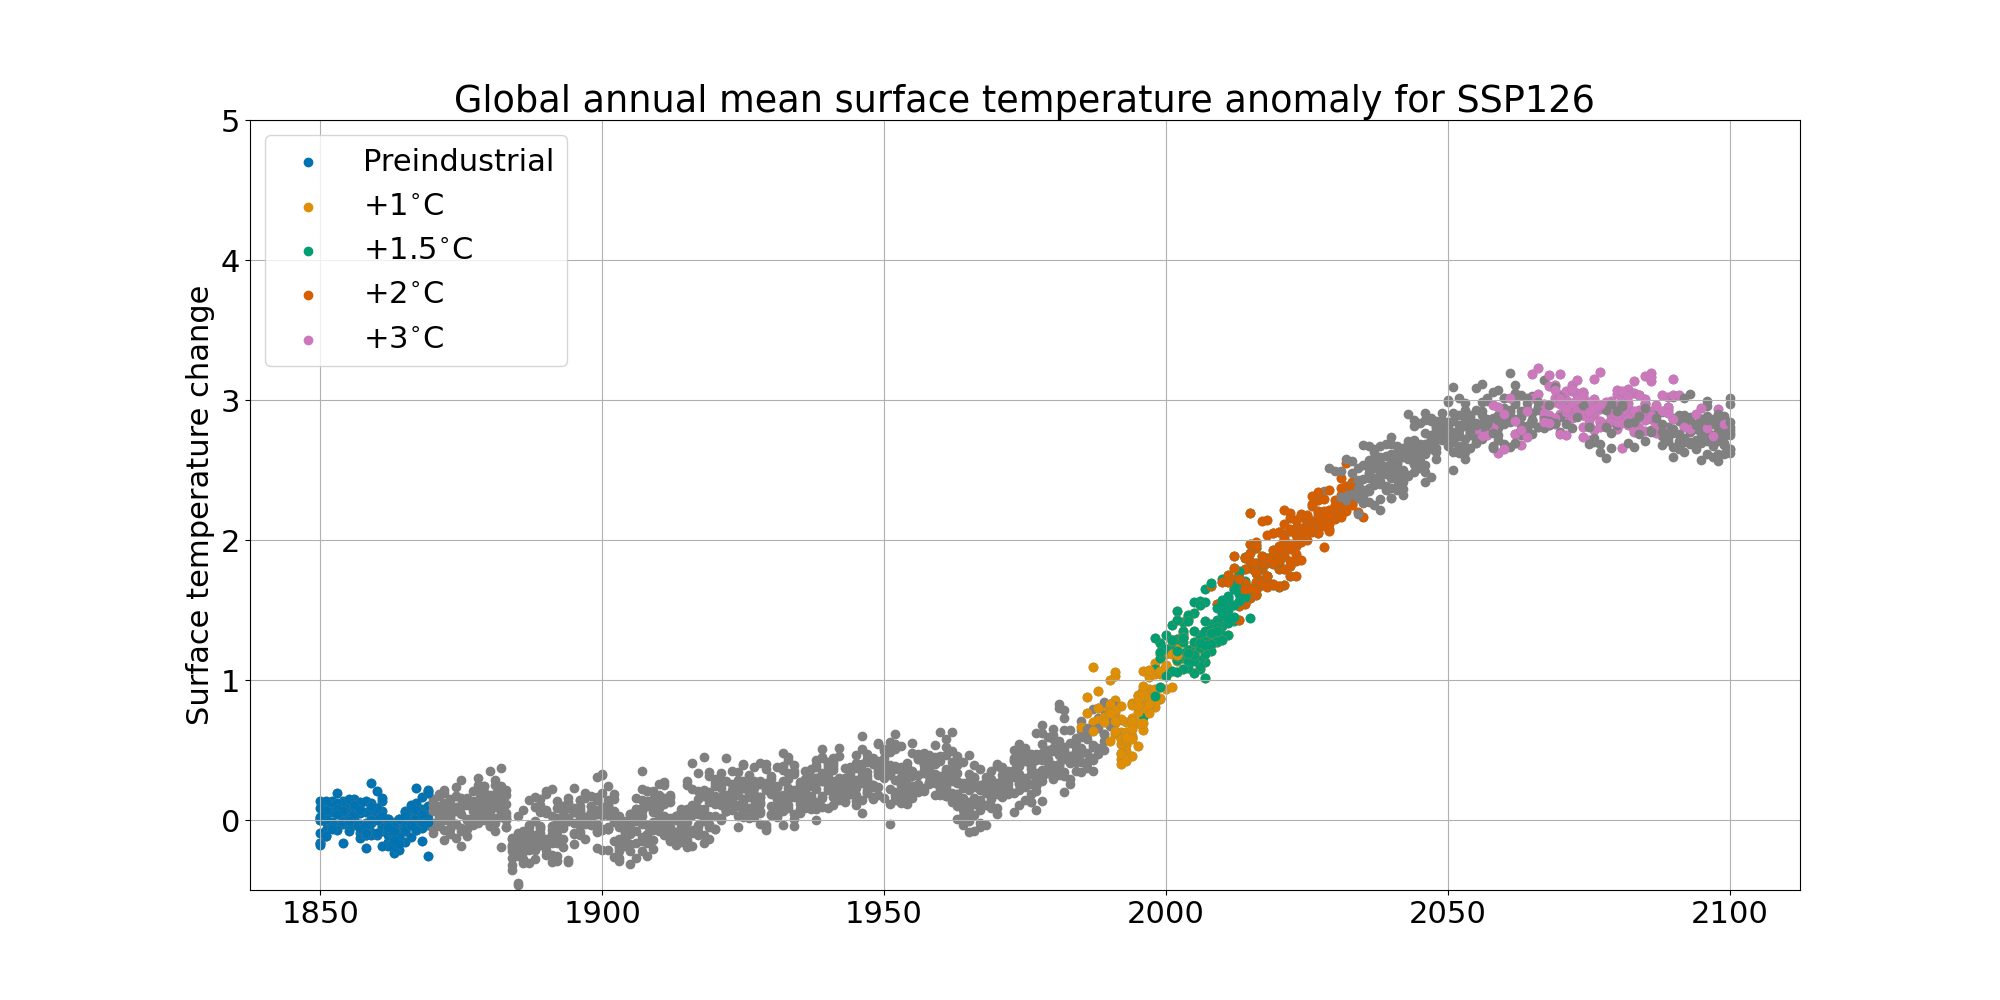 Global annual mean surface temperature anomaly for SSP126
Surface temperature change
5
4
3
2
1
0
Preindustrial
+1°C
+1.5°C
+2°C
+3°C
1850 1900 1950 2000 2050 2100